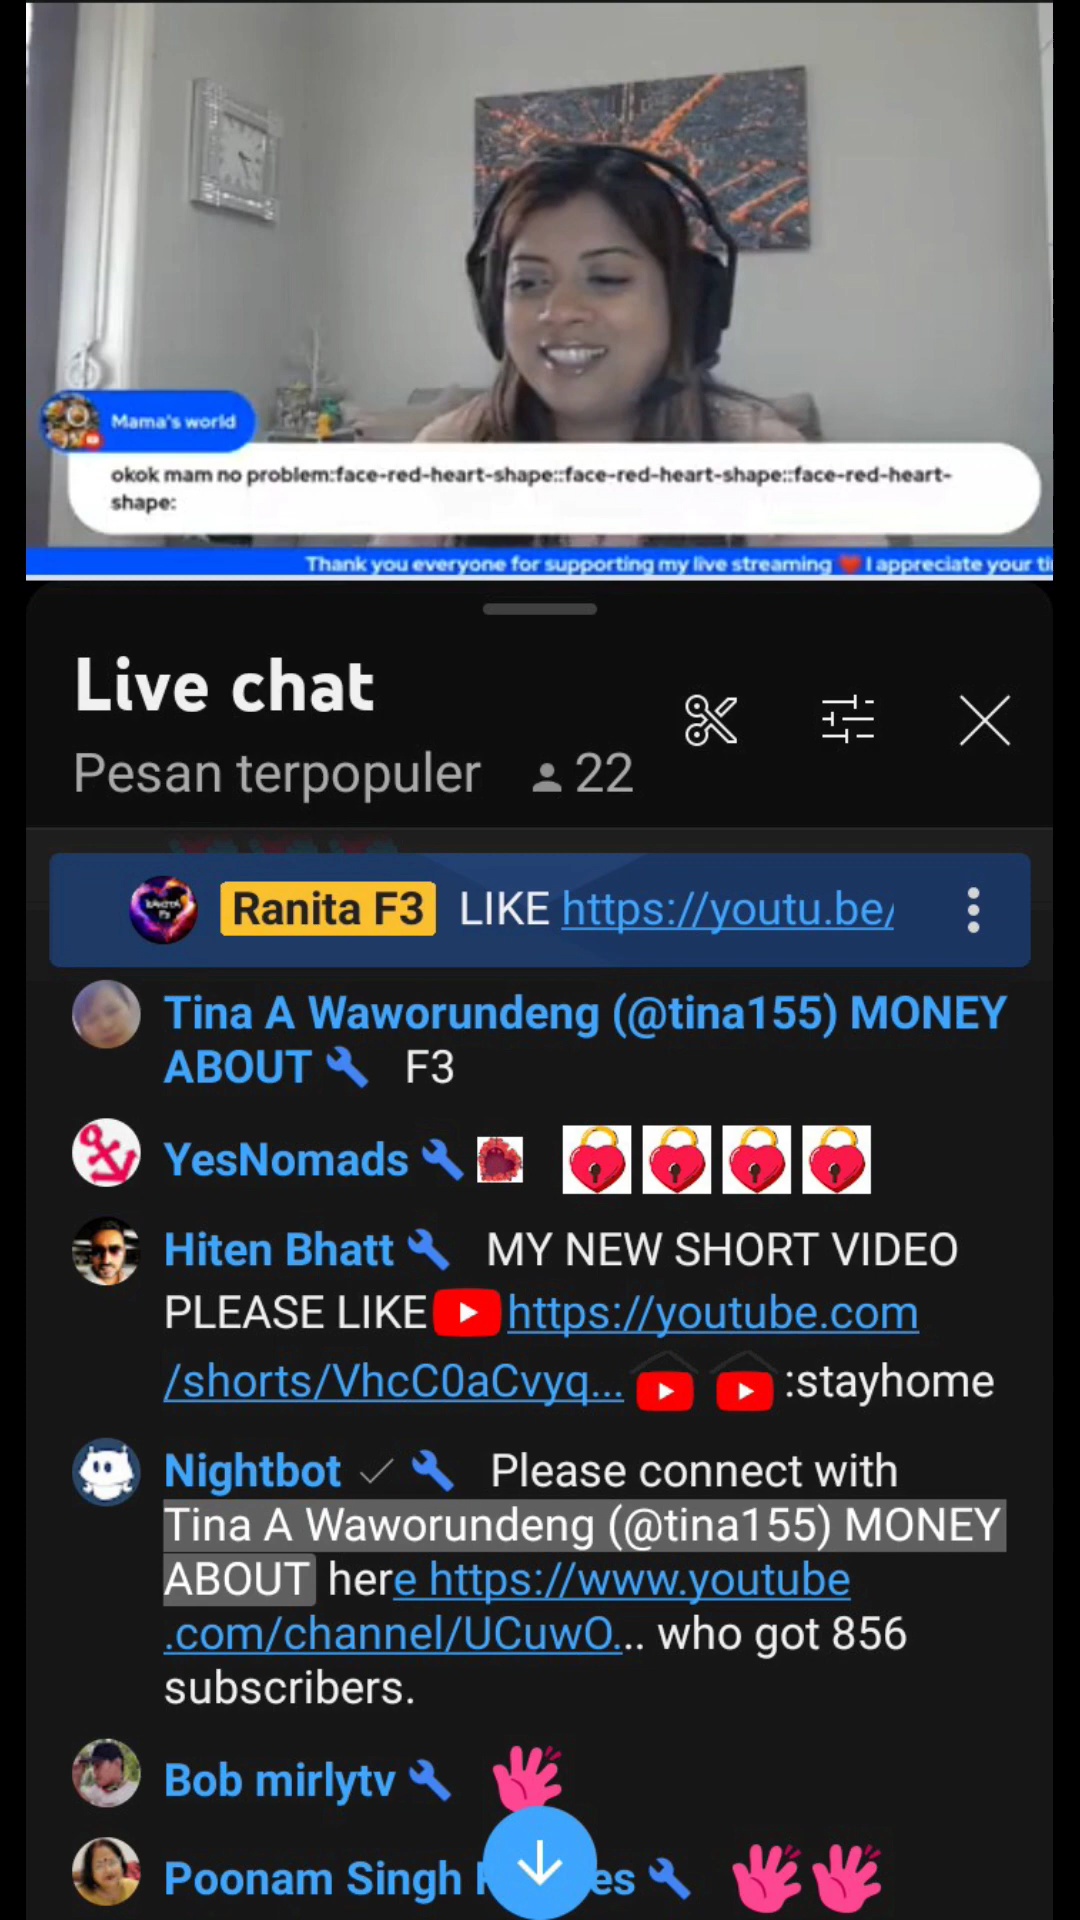 Mama's world
okok mam no problem:face-red-heart-shape::face-red-heart-shape::face-red-heart-
shape:
Thank you everyone for supporting my live streaming ❤️ I appreciate your ti
Live chat
Pesan terpopuler 22
Ranita F3 LIKE https://youtu.be/
Tina A Waworundeng (@tina155) MONEY
ABOUT F3
YesNomads
Hiten Bhatt MY NEW SHORT VIDEO
PLEASE LIKE https://youtube.com
/shorts/VhcC0aCvyq... :stayhome
Nightbot Please connect with
Tina A Waworundeng (@tina155) MONEY
ABOUT here https://www.youtube
.com/channel/UCuwO... who got 856
subscribers.
Bob mirlytv
Poonam Singh